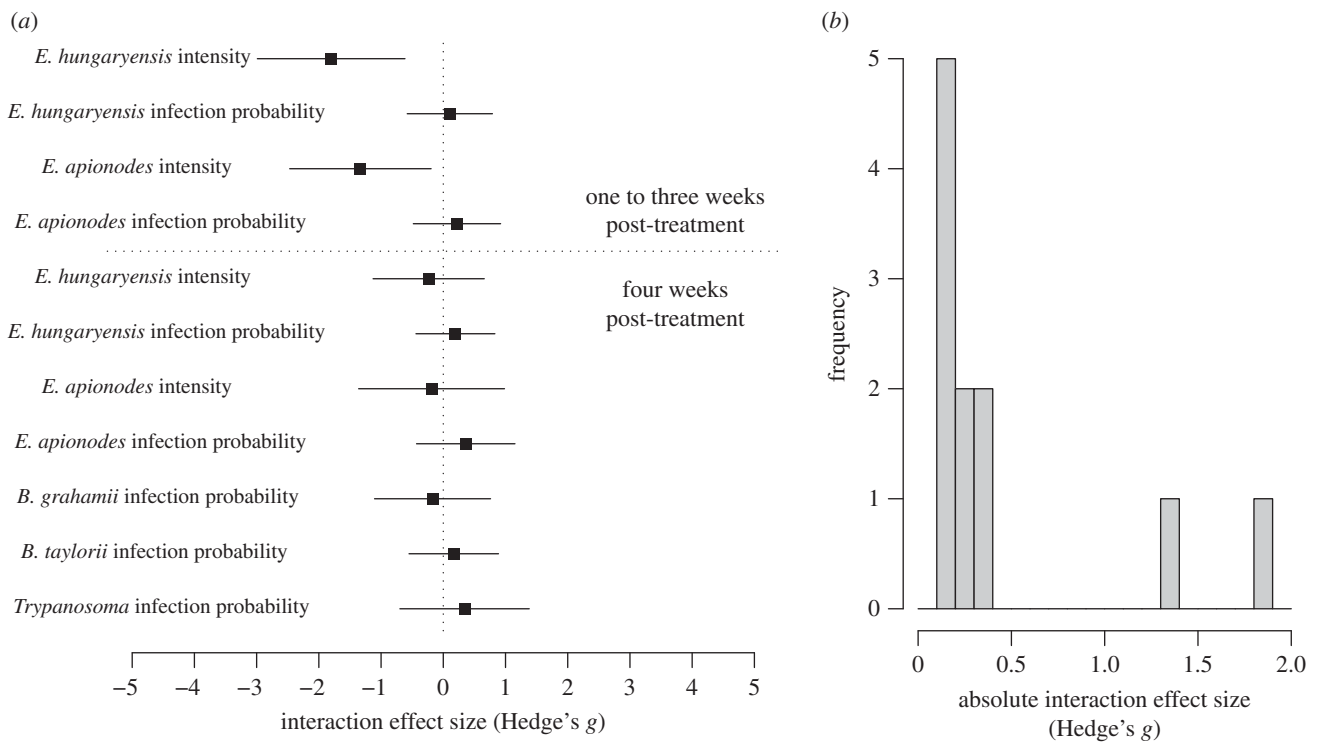 (a)
E. hungaryensis intensity
E. hungaryensis infection probability
E. apionodes intensity
E. apionodes infection probability
one to three weeks
post-treatment
E. hungaryensis intensity
four weeks
post-treatment
E. hungaryensis infection probability
E. apionodes intensity
E. apionodes infection probability
B. grahamii infection probability
B. taylorii infection probability
Trypanosoma infection probability
−5 −4 −3 −2 −1 0 1 2 3 4 5
interaction effect size (Hedge's g)
(b)
5
4
3
2
1
0
frequency
0 0.5 1.0 1.5 2.0
absolute interaction effect size
(Hedge's g)